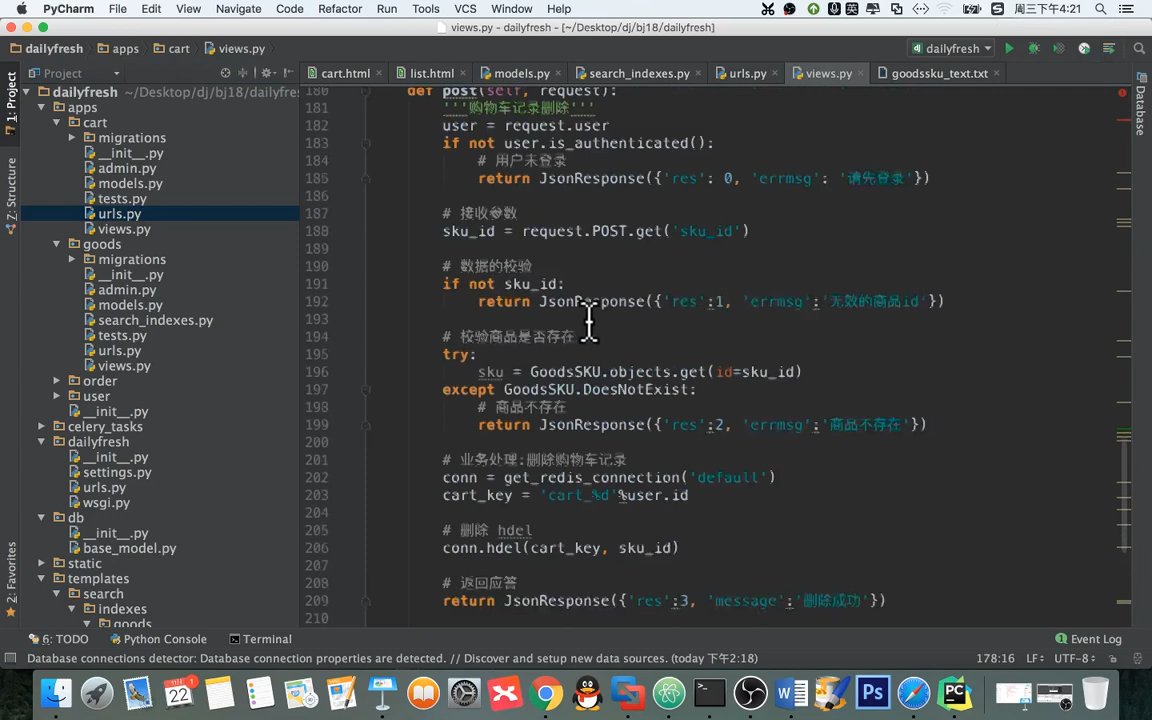 PyCharm File Edit View Navigate Code Refactor Run Tools VCS Window Help 周三下午4:21
views.py - dailyfresh - [~/Desktop/dj/bj18/dailyfresh]
dailyfresh apps cart views.py dailyfresh
Project cart.html list.html models.py search_indexes.py urls.py views.py goodssku_text.txt
1: Project
Z: Structure
2: Favorites
Database
dailyfresh ~/Desktop/dj/bj18/dailyfres
apps
cart
migrations
__init__.py
admin.py
models.py
tests.py
urls.py
views.py
goods
migrations
__init__.py
admin.py
models.py
search_indexes.py
tests.py
urls.py
views.py
order
user
__init__.py
celery_tasks
dailyfresh
__init__.py
settings.py
urls.py
wsgi.py
db
__init__.py
base_model.py
static
templates
search
indexes
goods
180 def post(self, request):
181 '''购物车记录删除'''
182 user = request.user
183 if not user.is_authenticated():
184 # 用户未登录
185 return JsonResponse({'res': 0, 'errmsg': '请先登录'})
186
187 # 接收参数
188 sku_id = request.POST.get('sku_id')
189
190 # 数据的校验
191 if not sku_id:
192 return JsonResponse({'res':1, 'errmsg':'无效的商品id'})
193
194 # 校验商品是否存在
195 try:
196 sku = GoodsSKU.objects.get(id=sku_id)
197 except GoodsSKU.DoesNotExist:
198 # 商品不存在
199 return JsonResponse({'res':2, 'errmsg':'商品不存在'})
200
201 # 业务处理:删除购物车记录
202 conn = get_redis_connection('default')
203 cart_key = 'cart_%d'%user.id
204
205 # 删除 hdel
206 conn.hdel(cart_key, sku_id)
207
208 # 返回应答
209 return JsonResponse({'res':3, 'message':'删除成功'})
210
6: TODO Python Console Terminal 1 Event Log
Database connections detector: Database connection properties are detected. // Discover and setup new data sources. (today 下午2:18) 178:16 LF÷ UTF-8÷
22
Ps
PC